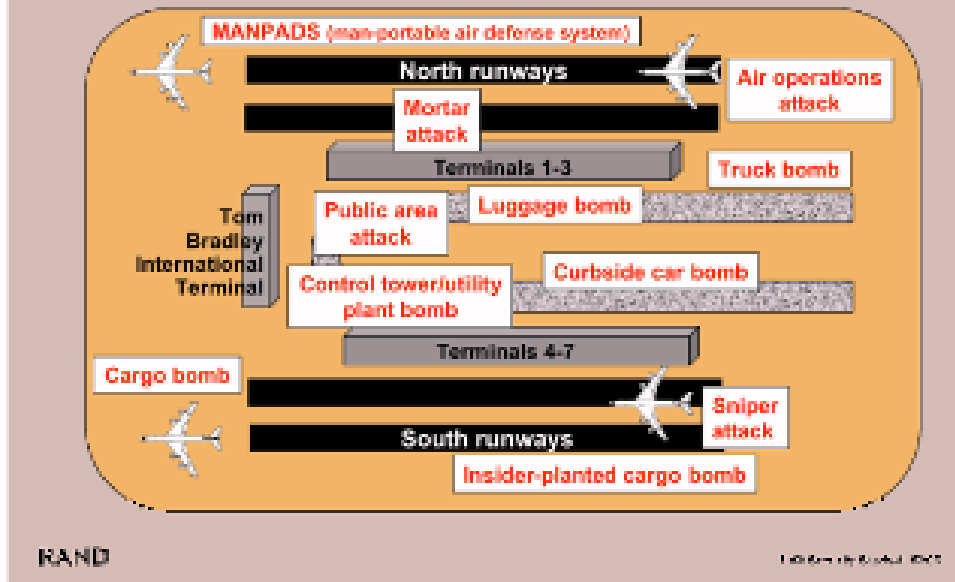 MANPADS (man-portable air defense system)
North runways
Air operations
attack
Mortar
attack
Terminals 1-3
Truck bomb
Luggage bomb
Public area
attack
Tom
Bradley
International
Terminal
Curbside car bomb
Control tower/utility
plant bomb
Terminals 4-7
Cargo bomb
Sniper
attack
South runways
Insider-planted cargo bomb
RAND